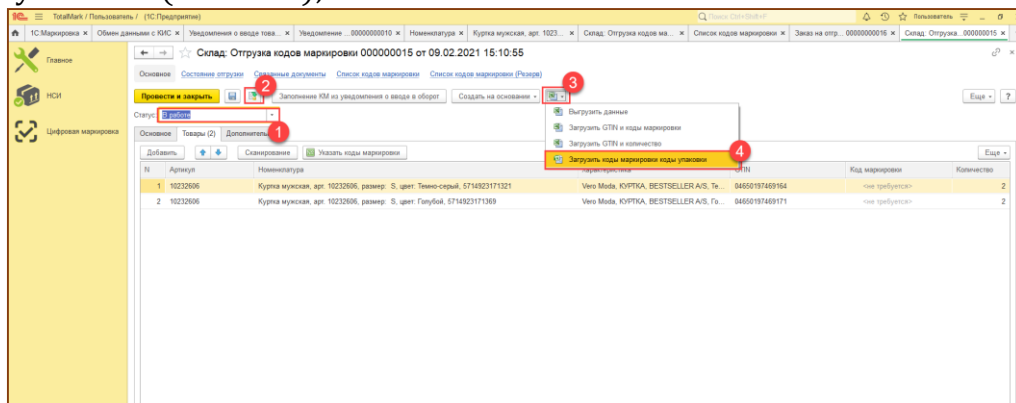 TotalMark / Пользователь / (1С:Предприятие)
Поиск Ctrl+Shift+F
Пользователь
1С:Маркировка × Обмен данными с КИС × Уведомления о вводе това... × Уведомление ...0000000010 × Номенклатура × Куртка мужская, арт. 1023... × Склад: Отгрузка кодов ма... × Список кодов маркировки × Заказ на отгр... 00000000016 × Склад: Отгрузка...000000015 ×
Главное
НСИ
Цифровая маркировка
Склад: Отгрузка кодов маркировки 000000015 от 09.02.2021 15:10:55
Основное Состояние отгрузки Связанные документы Список кодов маркировки Список кодов маркировки (Резерв)
2
3
Провести и закрыть Заполнение КМ из уведомления о вводе в оборот Создать на основании Еще ?
Статус: В работе
1
Выгрузить данные
Загрузить GTIN и коды маркировки
Загрузить GTIN и количество
Загрузить коды маркировки коды упаковки
4
Основное Товары (2)
Добавить Сканирование Указать коды маркировки Еще
N Артикул Номенклатура Характеристика GTIN Код маркировки Количество
1 10232606 Куртка мужская, арт. 10232606, размер: S, цвет: Темно-серый, 5714923171321 Vero Moda, КУРТКА, BESTSELLER A/S, Те... 04650197469164 <не требуется> 2
2 10232606 Куртка мужская, арт. 10232606, размер: S, цвет: Голубой, 5714923171369 Vero Moda, КУРТКА, BESTSELLER A/S, Го... 04650197469171 <не требуется> 2